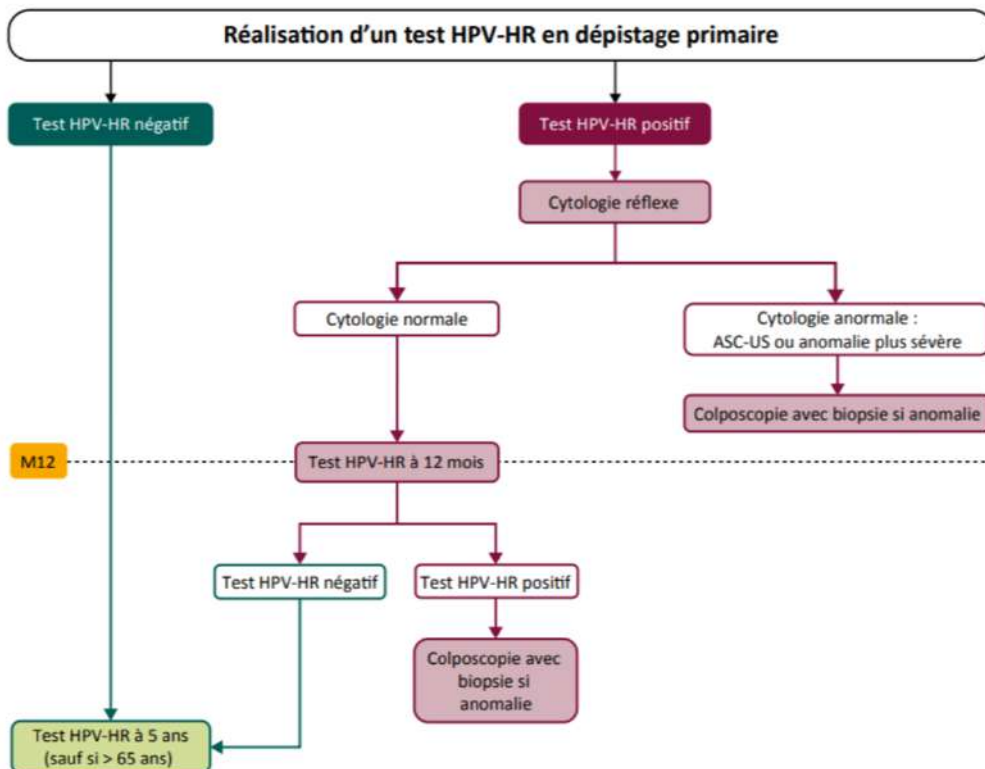 Réalisation d'un test HPV-HR en dépistage primaire
Test HPV-HR négatif
Test HPV-HR positif
Cytologie réflexe
Cytologie normale
Cytologie anormale :
ASC-US ou anomalie plus sévère
Colposcopie avec biopsie si anomalie
M12
Test HPV-HR à 12 mois
Test HPV-HR négatif
Test HPV-HR positif
Colposcopie avec
biopsie si
anomalie
Test HPV-HR à 5 ans
(sauf si > 65 ans)